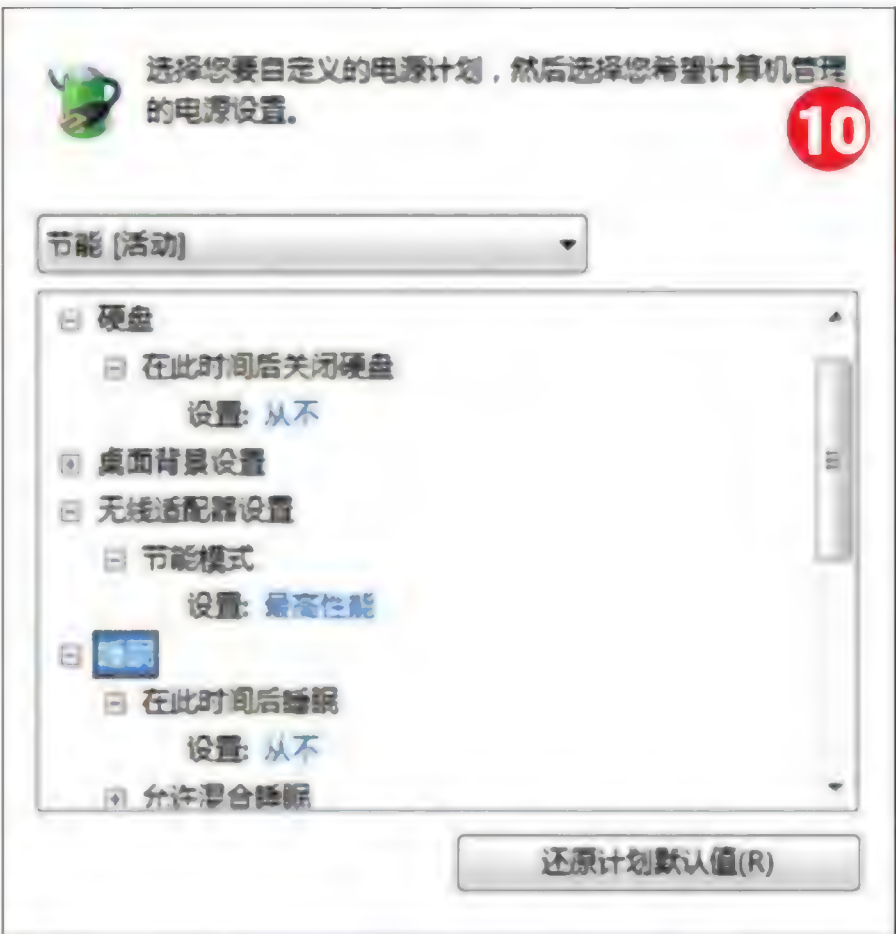 选择您要自定义的电源计划，然后选择您希望计算机管理
的电源设置。
10
节能 [活动]
硬盘
在此时间后关闭硬盘
设置: 从不
桌面背景设置
无线适配器设置
节能模式
设置: 最高性能
在此时间后睡眠
设置: 从不
允许混合睡眠
还原计划默认值(R)